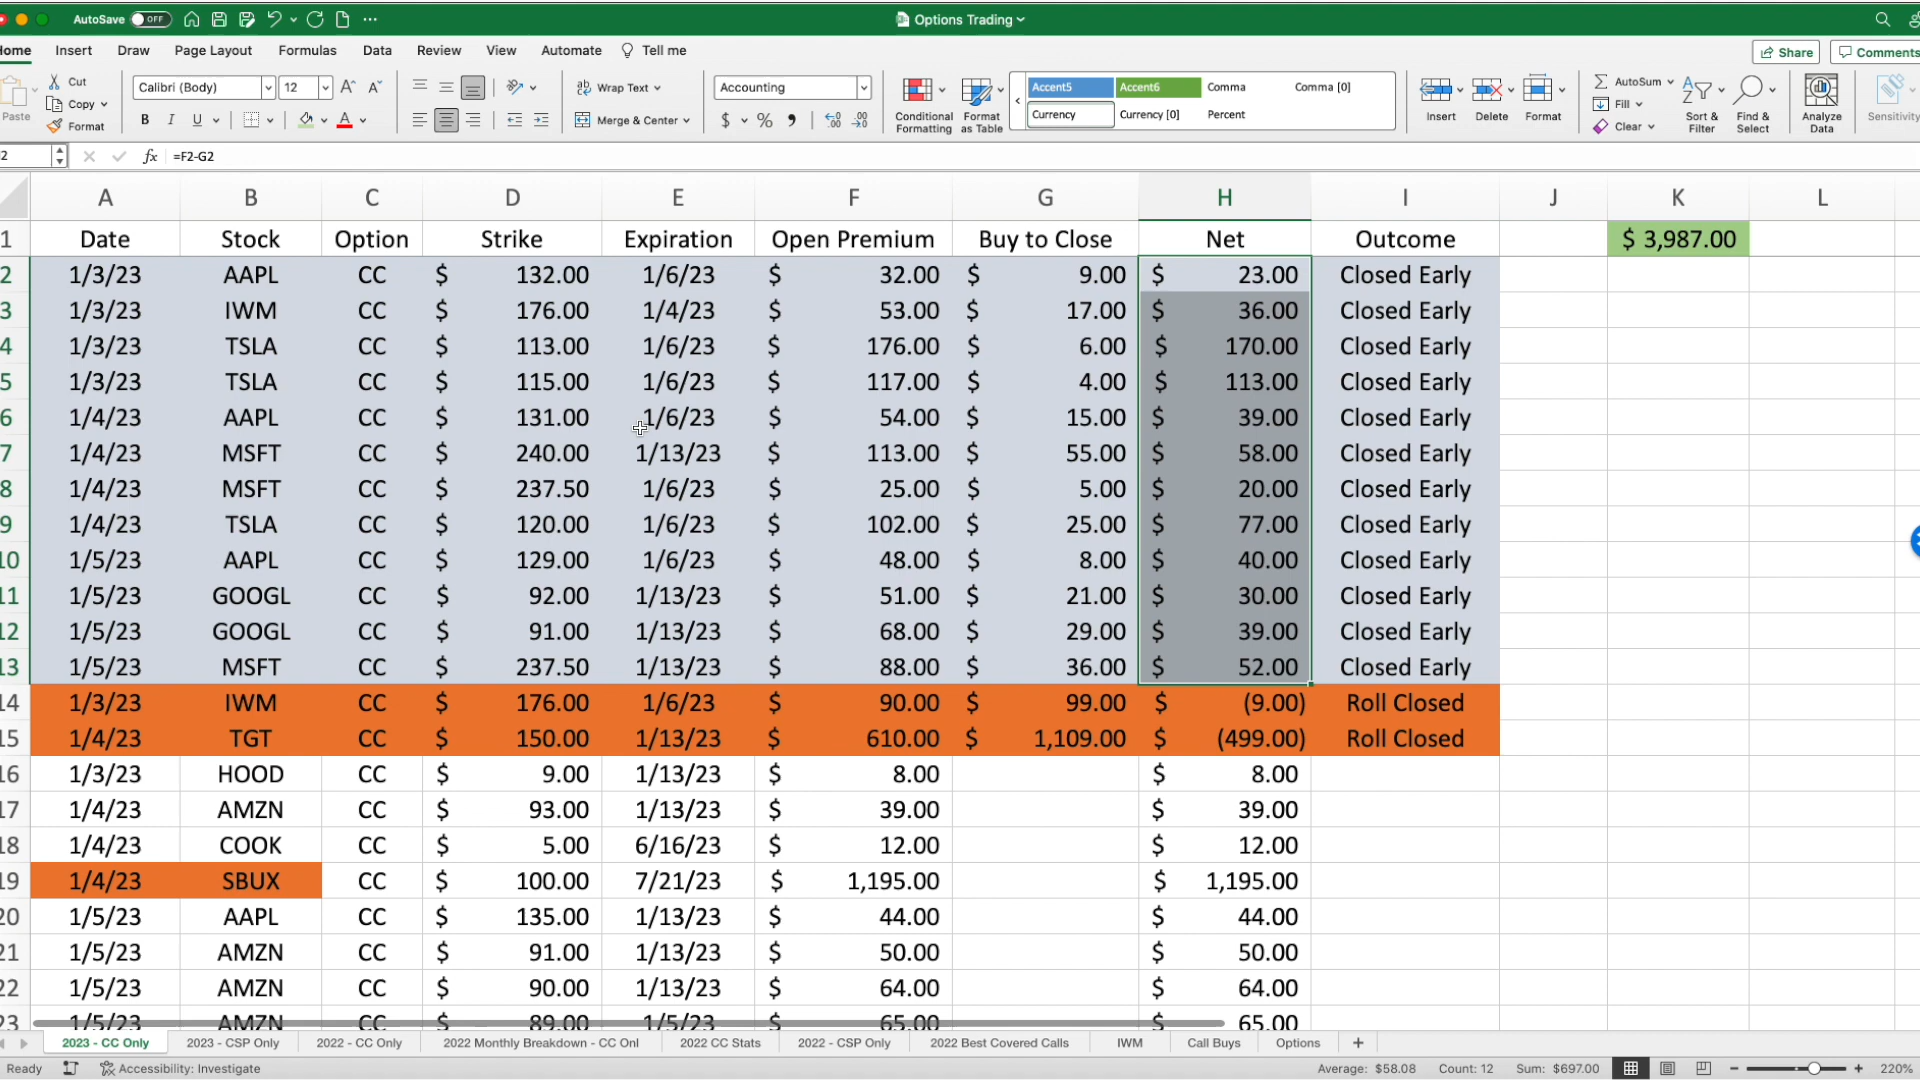 AutoSave OFF Options Trading
Home Insert Draw Page Layout Formulas Data Review View Automate Tell me Share Comments
Paste Cut Copy Format
Calibri (Body) 12 A A
B I U A
Wrap Text
Merge & Center
Accounting
$ % 9 .00
Conditional Formatting Format as Table
Accent5 Accent6 Comma Comma [0]
Currency Currency [0] Percent
Insert Delete Format
AutoSum Fill Clear
Sort & Filter Find & Select Analyze Data Sensitivity
2 fx =F2-G2
A B C D E F G H I J K L
1 Date Stock Option Strike Expiration Open Premium Buy to Close Net Outcome $ 3,987.00
2 1/3/23 AAPL CC $ 132.00 1/6/23 $ 32.00 $ 9.00 $ 23.00 Closed Early
3 1/3/23 IWM CC $ 176.00 1/4/23 $ 53.00 $ 17.00 $ 36.00 Closed Early
4 1/3/23 TSLA CC $ 113.00 1/6/23 $ 176.00 $ 6.00 $ 170.00 Closed Early
5 1/3/23 TSLA CC $ 115.00 1/6/23 $ 117.00 $ 4.00 $ 113.00 Closed Early
6 1/4/23 AAPL CC $ 131.00 1/6/23 $ 54.00 $ 15.00 $ 39.00 Closed Early
7 1/4/23 MSFT CC $ 240.00 1/13/23 $ 113.00 $ 55.00 $ 58.00 Closed Early
8 1/4/23 MSFT CC $ 237.50 1/6/23 $ 25.00 $ 5.00 $ 20.00 Closed Early
9 1/4/23 TSLA CC $ 120.00 1/6/23 $ 102.00 $ 25.00 $ 77.00 Closed Early
10 1/5/23 AAPL CC $ 129.00 1/6/23 $ 48.00 $ 8.00 $ 40.00 Closed Early
11 1/5/23 GOOGL CC $ 92.00 1/13/23 $ 51.00 $ 21.00 $ 30.00 Closed Early
12 1/5/23 GOOGL CC $ 91.00 1/13/23 $ 68.00 $ 29.00 $ 39.00 Closed Early
13 1/5/23 MSFT CC $ 237.50 1/13/23 $ 88.00 $ 36.00 $ 52.00 Closed Early
14 1/3/23 IWM CC $ 176.00 1/6/23 $ 90.00 $ 99.00 $ (9.00) Roll Closed
15 1/4/23 TGT CC $ 150.00 1/13/23 $ 610.00 $ 1,109.00 $ (499.00) Roll Closed
16 1/3/23 HOOD CC $ 9.00 1/13/23 $ 8.00 $ 8.00
17 1/4/23 AMZN CC $ 93.00 1/13/23 $ 39.00 $ 39.00
18 1/4/23 COOK CC $ 5.00 6/16/23 $ 12.00 $ 12.00
19 1/4/23 SBUX CC $ 100.00 7/21/23 $ 1,195.00 $ 1,195.00
20 1/5/23 AAPL CC $ 135.00 1/13/23 $ 44.00 $ 44.00
21 1/5/23 AMZN CC $ 91.00 1/13/23 $ 50.00 $ 50.00
22 1/5/23 AMZN CC $ 90.00 1/13/23 $ 64.00 $ 64.00
23 1/5/23 AMZN CC $ 89.00 1/5/23 $ 65.00 $ 65.00
2023 - CC Only 2023 - CSP Only 2022 - CC Only 2022 Monthly Breakdown - CC Onl 2022 CC Stats 2022 - CSP Only 2022 Best Covered Calls IWM Call Buys Options +
Ready Accessibility: Investigate Average: $58.08 Count: 12 Sum: $697.00 220%